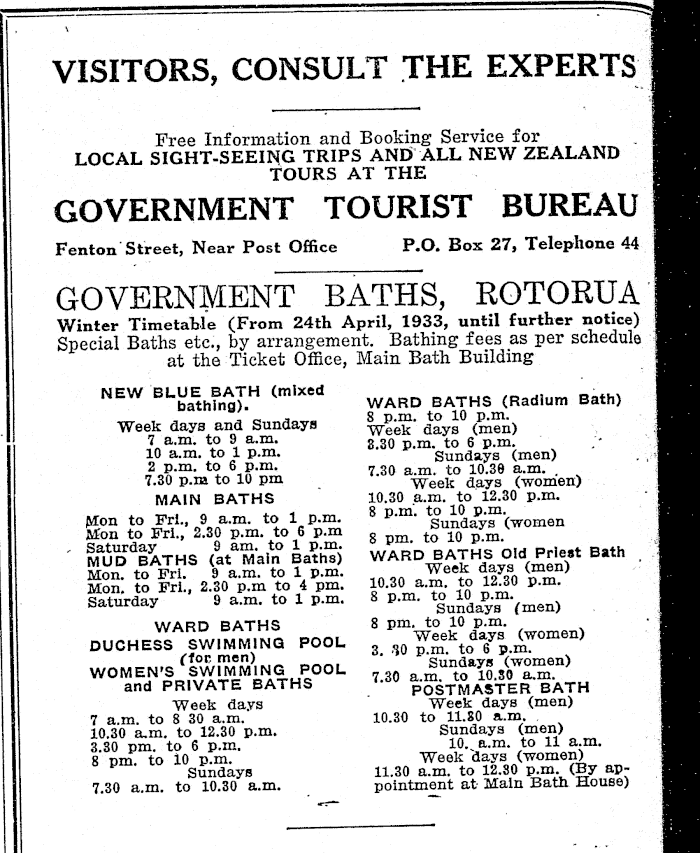 VISITORS, CONSULT THE EXPERTS
Free Information and Booking Service for
LOCAL SIGHT-SEEING TRIPS AND ALL NEW ZEALAND
TOURS AT THE
GOVERNMENT TOURIST BUREAU
Fenton Street, Near Post Office P.O. Box 27, Telephone 44
GOVERNMENT BATHS, ROTORUA
Winter Timetable (From 24th April, 1933, until further notice)
Special Baths etc., by arrangement. Bathing fees as per schedule
at the Ticket Office, Main Bath Building
NEW BLUE BATH (mixed
bathing).
Week days and Sundays
7 a.m. to 9 a.m.
10 a.m. to 1 p.m.
2 p.m. to 6 p.m.
7.30 p.m to 10 pm
MAIN BATHS
Mon to Fri., 9 a.m. to 1 p.m.
Mon to Fri., 2.30 p.m. to 6 p.m
Saturday 9 am. to 1 p.m.
MUD BATHS (at Main Baths)
Mon. to Fri. 9 a.m. to 1 p.m.
Mon. to Fri., 2.30 p.m to 4 pm.
Saturday 9 a.m. to 1 p.m.
WARD BATHS
DUCHESS SWIMMING POOL
(for men)
WOMEN'S SWIMMING POOL
and PRIVATE BATHS
Week days
7 a.m. to 8 30 a.m.
10.30 a.m. to 12.30 p.m.
3.30 pm. to 6 p.m.
8 pm. to 10 p.m.
Sundays
7.30 a.m. to 10.30 a.m.
WARD BATHS (Radium Bath)
8 p.m. to 10 p.m.
Week days (men)
3.30 p.m. to 6 p.m.
Sundays (men)
7.30 a.m. to 10.30 a.m.
Week days (women)
10.30 a.m. to 12.30 p.m.
8 p.m. to 10 p.m.
Sundays (women
8 pm. to 10 p.m.
WARD BATHS Old Priest Bath
Week days (men)
10.30 a.m. to 12.30 p.m.
8 p.m. to 10 p.m.
Sundays (men)
8 pm. to 10 p.m.
Week days (women)
3.30 p.m. to 6 p.m.
Sundays (women)
7.30 a.m. to 10.30 a.m.
POSTMASTER BATH
Week days (men)
10.30 to 11.30 a.m.
Sundays (men)
10. a.m. to 11 a.m.
Week days (women)
11.30 a.m. to 12.30 p.m. (By ap-
pointment at Main Bath House)